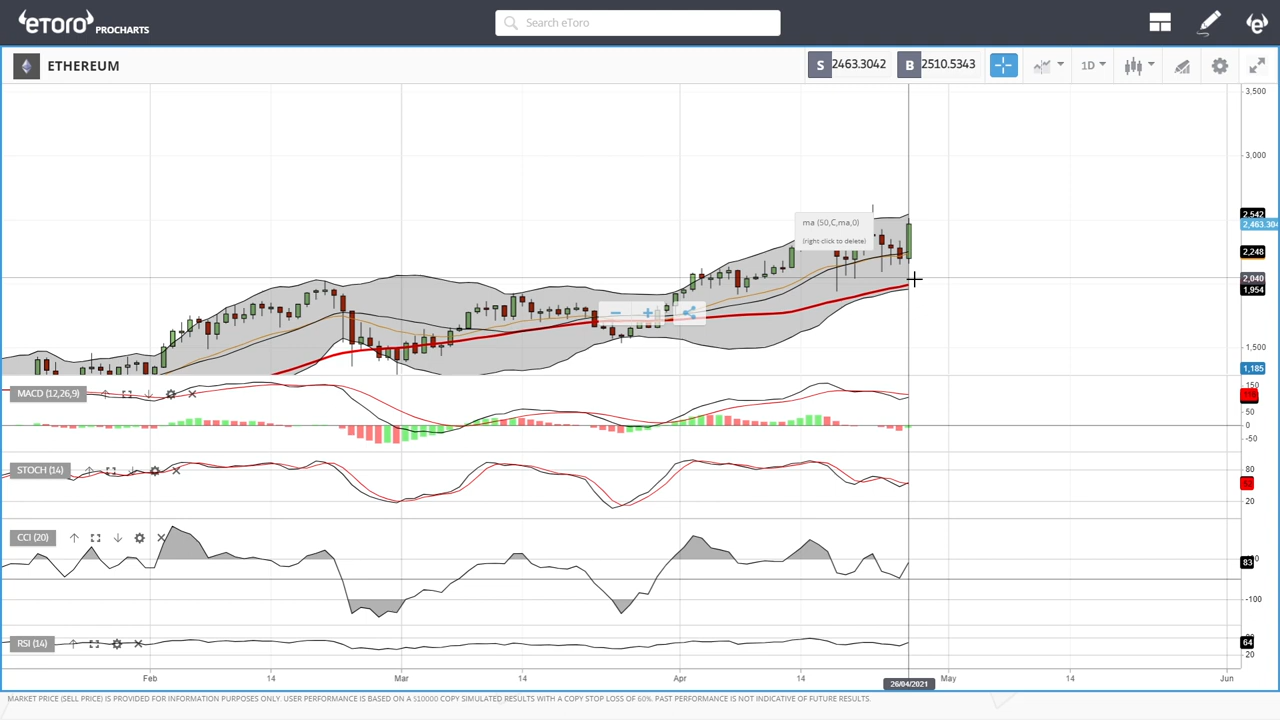 eToro PROCHARTS
Search eToro
ETHEREUM
S 2463.3042 B 2510.5343 1D
3,500
3,000
ma (50,C,ma,0)
(right click to delete)
2,542
2,463.304
2,248
2,040
1,954
1,500
1,185
MACD (12,26,9)
150
50
0
-50
STOCH (14)
80
20
CCI (20)
83
-100
RSI (14)
64
20
Feb 14 Mar 14 Apr 14 May 14 Jun
26/04/2021
MARKET PRICE (SELL PRICE) IS PROVIDED FOR INFORMATION PURPOSES ONLY. USER PERFORMANCE IS BASED ON A $10000 COPY SIMULATED RESULTS WITH A COPY STOP LOSS OF 60%. PAST PERFORMANCE IS NOT INDICATIVE OF FUTURE RESULTS.